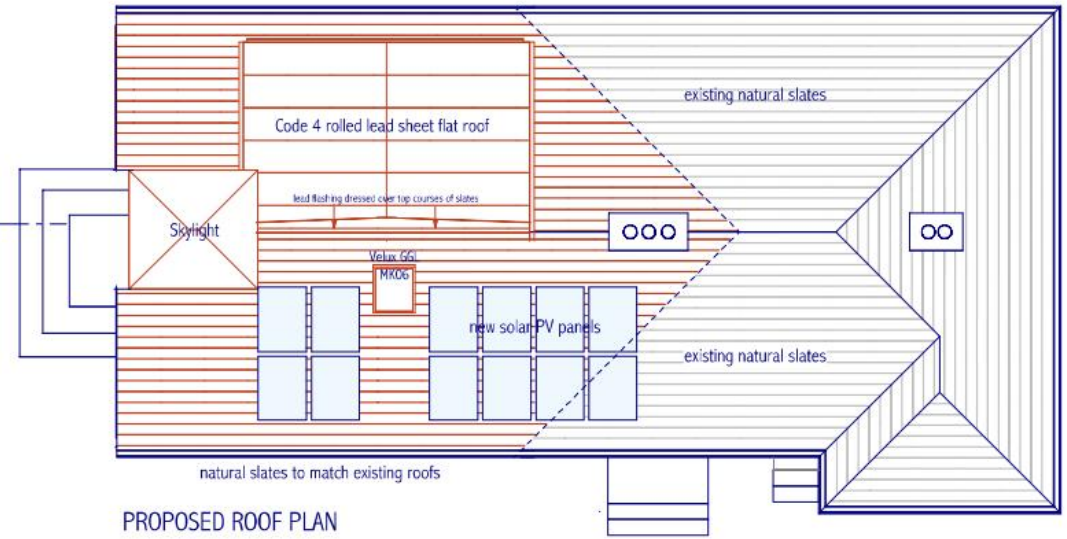 existing natural slates
Code 4 rolled lead sheet flat roof
lead flashing dressed over top courses of slates
Skylight
Velux GGL
MK06
new solar PV panels
existing natural slates
natural slates to match existing roofs
PROPOSED ROOF PLAN